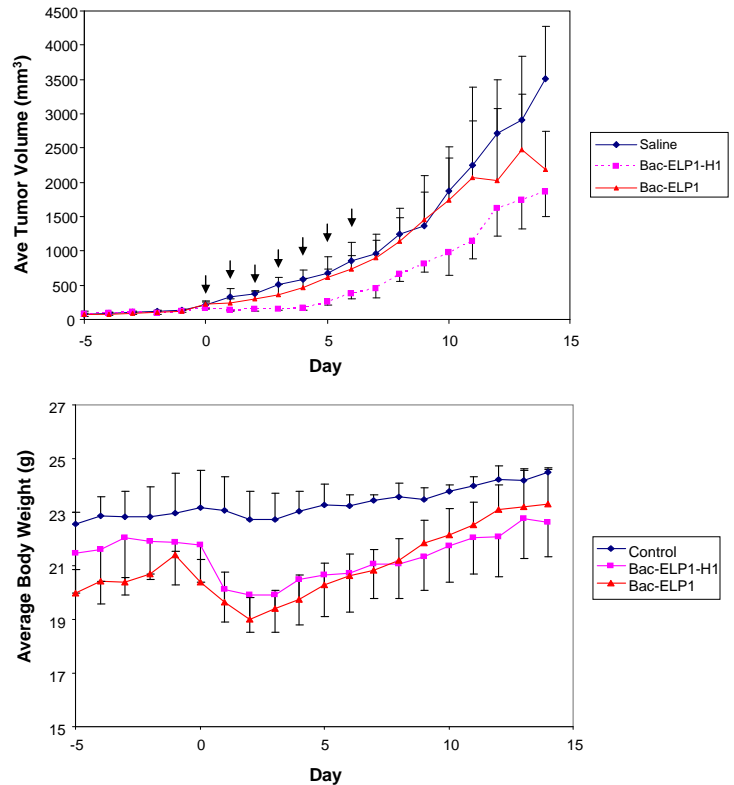 4500
4000
3500
3000
2500
2000
1500
1000
500
0
Ave Tumor Volume (mm³)
-5 0 5 10 15
Day
Saline
Bac-ELP1-H1
Bac-ELP1
27
25
23
21
19
17
15
Average Body Weight (g)
-5 0 5 10 15
Day
Control
Bac-ELP1-H1
Bac-ELP1